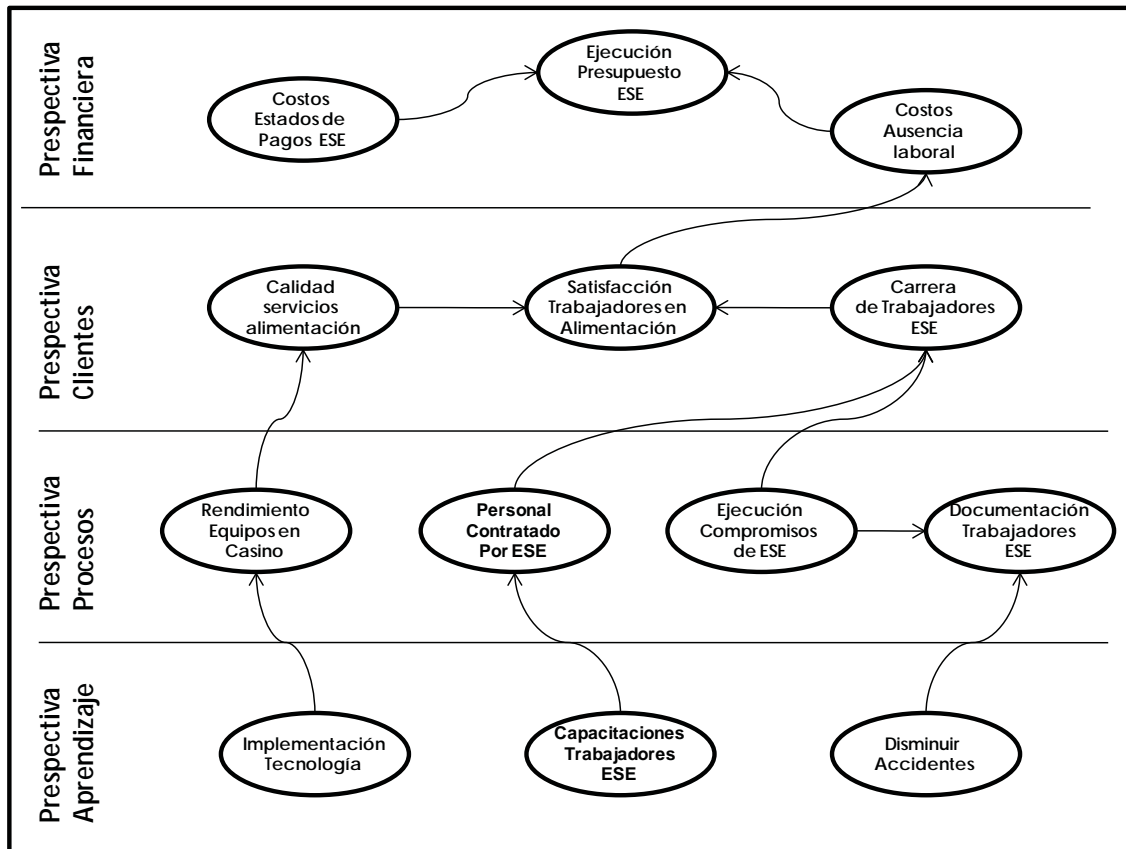 Prespectiva
Financiera
Ejecución
Presupuesto
ESE
Costos
Estados de
Pagos ESE
Costos
Ausencia
laboral
Prespectiva
Clientes
Calidad
servicios
alimentación
Satisfacción
Trabajadores en
Alimentación
Carrera
de Trabajadores
ESE
Prespectiva
Procesos
Rendimiento
Equipos en
Casino
Personal
Contratado
Por ESE
Ejecución
Compromisos
de ESE
Documentación
Trabajadores
ESE
Prespectiva
Aprendizaje
Implementación
Tecnología
Capacitaciones
Trabajadores
ESE
Disminuir
Accidentes